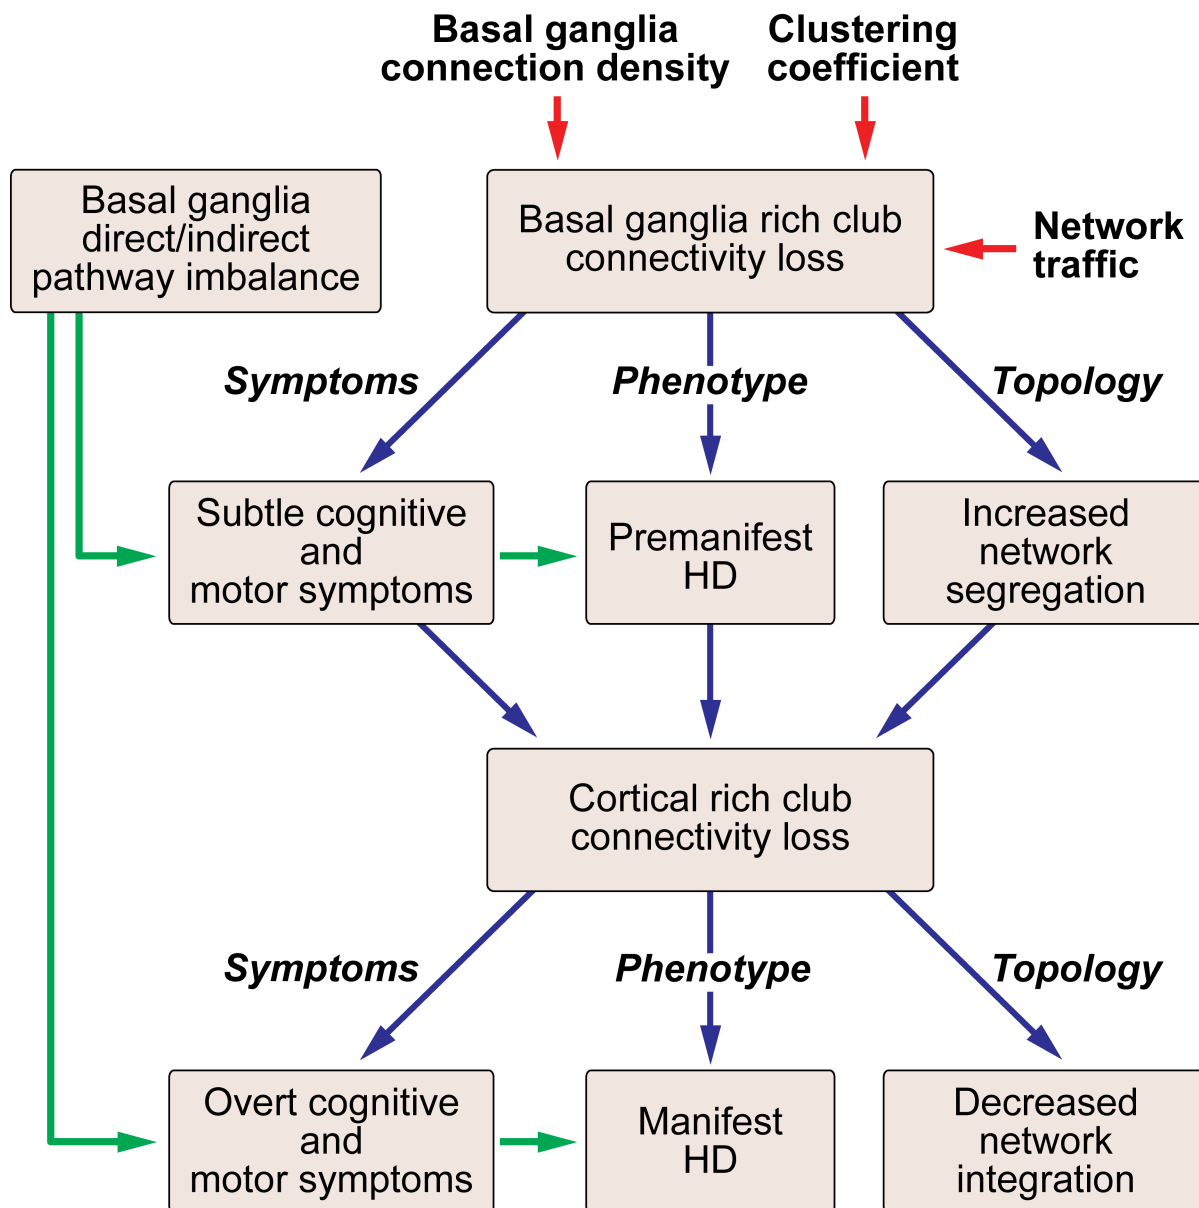 Basal ganglia
connection density
Clustering
coefficient
Basal ganglia
direct/indirect
pathway imbalance
Basal ganglia rich club
connectivity loss
Network
traffic
Symptoms
Phenotype
Topology
Subtle cognitive
and
motor symptoms
Premanifest
HD
Increased
network
segregation
Cortical rich club
connectivity loss
Symptoms
Phenotype
Topology
Overt cognitive
and
motor symptoms
Manifest
HD
Decreased
network
integration